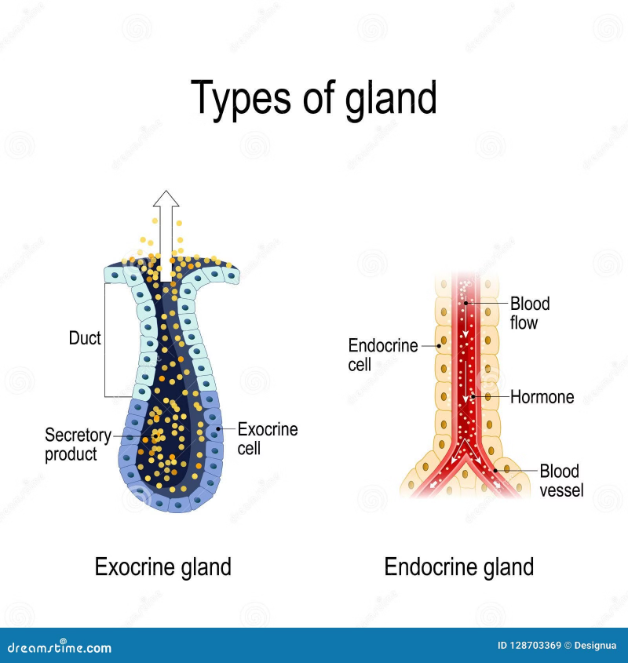 Types of gland
Duct
Secretory
product
Exocrine
cell
Exocrine gland
Blood
flow
Endocrine
cell
Hormone
Blood
vessel
Endocrine gland
dreamstime.com
ID 128703369 © Designua